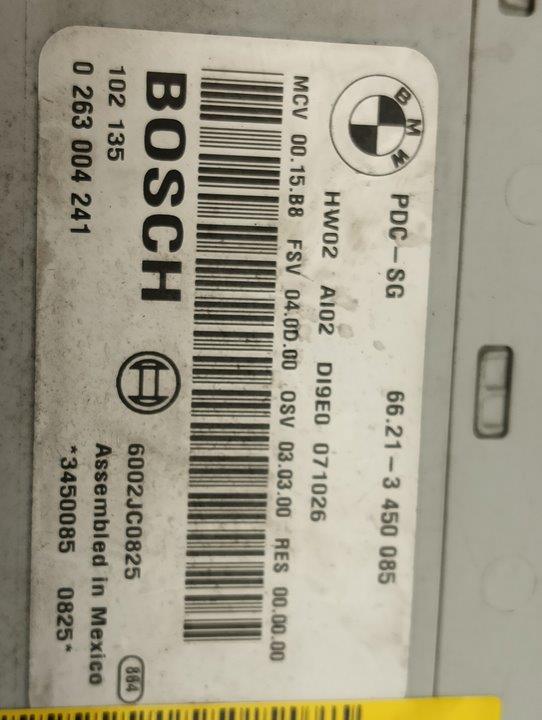 BMW PDC-SG 66.21-3 450 085
HW02 AI02 DI9E0 071026
MCV 00.15.B8 FSV 04.0D.00 OSV 03.03.00 RES 00.00.00
BOSCH
102 135 6002JC0825
0 263 004 241 Assembled in Mexico 864
*3450085 0825*